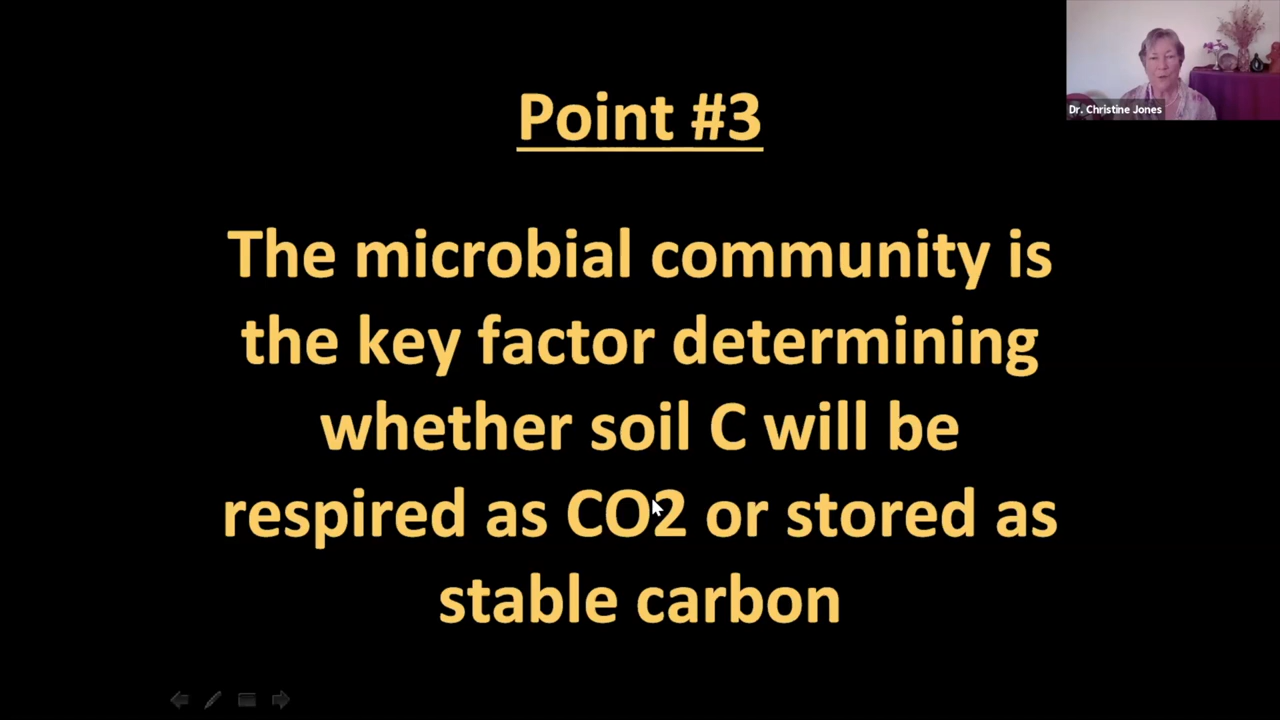 Dr. Christine Jones
Point #3
The microbial community is
the key factor determining
whether soil C will be
respired as CO2 or stored as
stable carbon